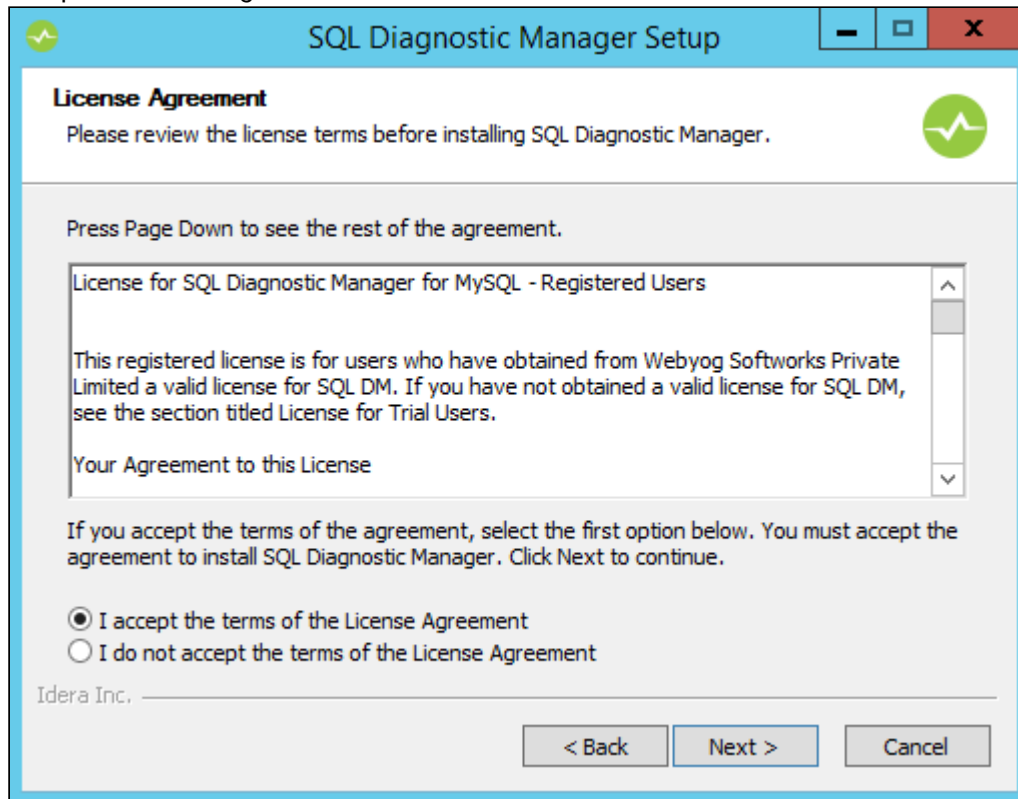 SQL Diagnostic Manager Setup
License Agreement
Please review the license terms before installing SQL Diagnostic Manager.
Press Page Down to see the rest of the agreement.
License for SQL Diagnostic Manager for MySQL - Registered Users
This registered license is for users who have obtained from Webyog Softworks Private
Limited a valid license for SQL DM. If you have not obtained a valid license for SQL DM,
see the section titled License for Trial Users.
Your Agreement to this License
If you accept the terms of the agreement, select the first option below. You must accept the
agreement to install SQL Diagnostic Manager. Click Next to continue.
I accept the terms of the License Agreement
I do not accept the terms of the License Agreement
Idera Inc.
< Back Next > Cancel